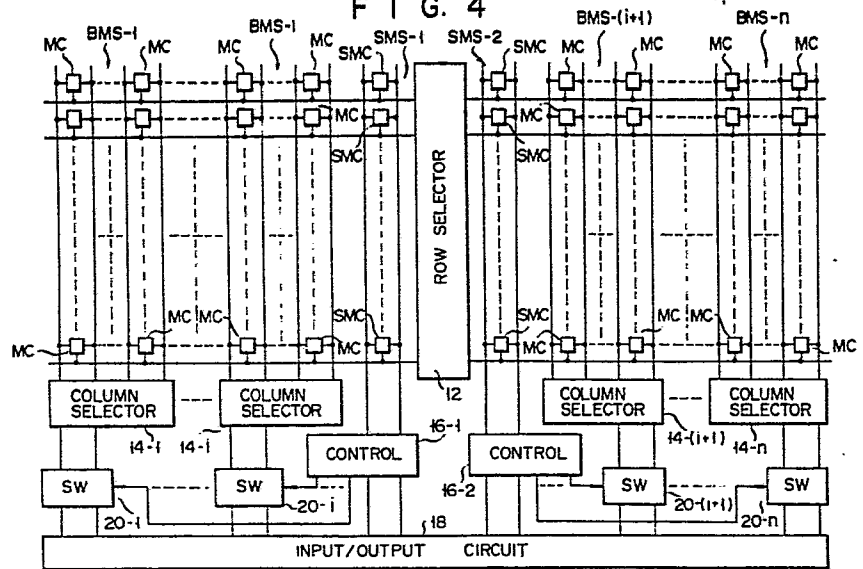 FIG. 4
BMS-1
BMS-1
SMS-1
SMS-2
BMS-(i+1)
BMS-n
MC
MC
MC
MC
SMC
SMC
MC
MC
MC
MC
MC
SMC
MC
SMC
ROW SELECTOR
MC
MC
MC
MC
SMC
MC
SMC
MC
MC
MC
MC
12
COLUMN SELECTOR
COLUMN SELECTOR
COLUMN SELECTOR
COLUMN SELECTOR
14-1
14-i
16-1
14-(i+1)
14-n
CONTROL
CONTROL
16-2
SW
SW
SW
SW
20-1
20-i
20-(i+1)
20-n
18
INPUT/OUTPUT CIRCUIT